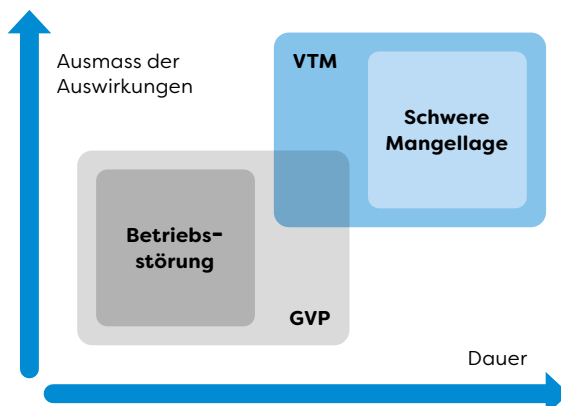 Ausmass der
Auswirkungen
VTM
Schwere
Mangellage
Betriebs-
störung
GVP
Dauer